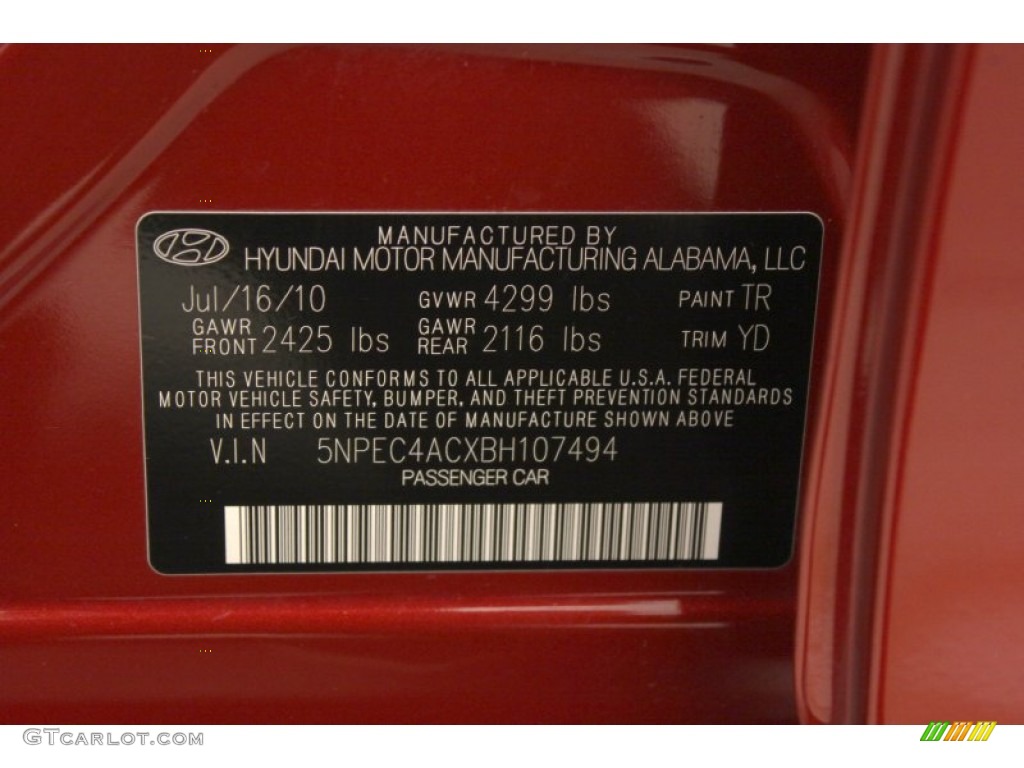 MANUFACTURED BY
HYUNDAI MOTOR MANUFACTURING ALABAMA, LLC
Jul/16/10 GVWR 4299 lbs PAINT TR
GAWR FRONT 2425 lbs GAWR REAR 2116 lbs TRIM YD
THIS VEHICLE CONFORMS TO ALL APPLICABLE U.S.A. FEDERAL
MOTOR VEHICLE SAFETY, BUMPER, AND THEFT PREVENTION STANDARDS
IN EFFECT ON THE DATE OF MANUFACTURE SHOWN ABOVE
V.I.N 5NPEC4ACXBH107494
PASSENGER CAR
GTCarlot.com